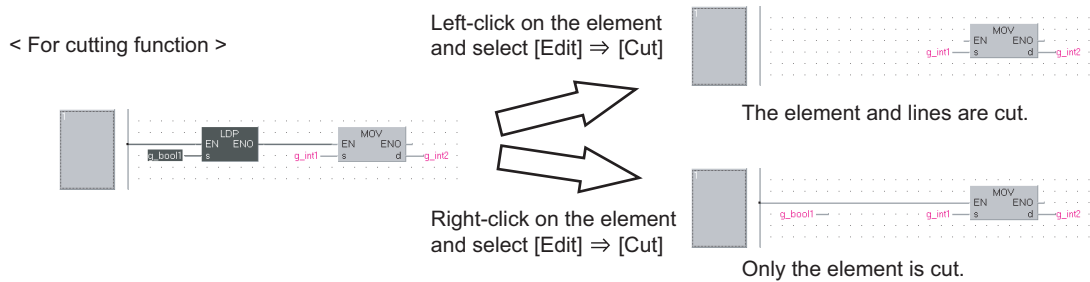 < For cutting function >
1
LDP
EN ENO
g_bool1 s
MOV
EN ENO
g_int1 s d g_int2
Left-click on the element
and select [Edit] ⇒ [Cut]
1
MOV
EN ENO
g_int1 s d g_int2
The element and lines are cut.
Right-click on the element
and select [Edit] ⇒ [Cut]
1
MOV
EN ENO
g_bool1 g_int1 s d g_int2
Only the element is cut.